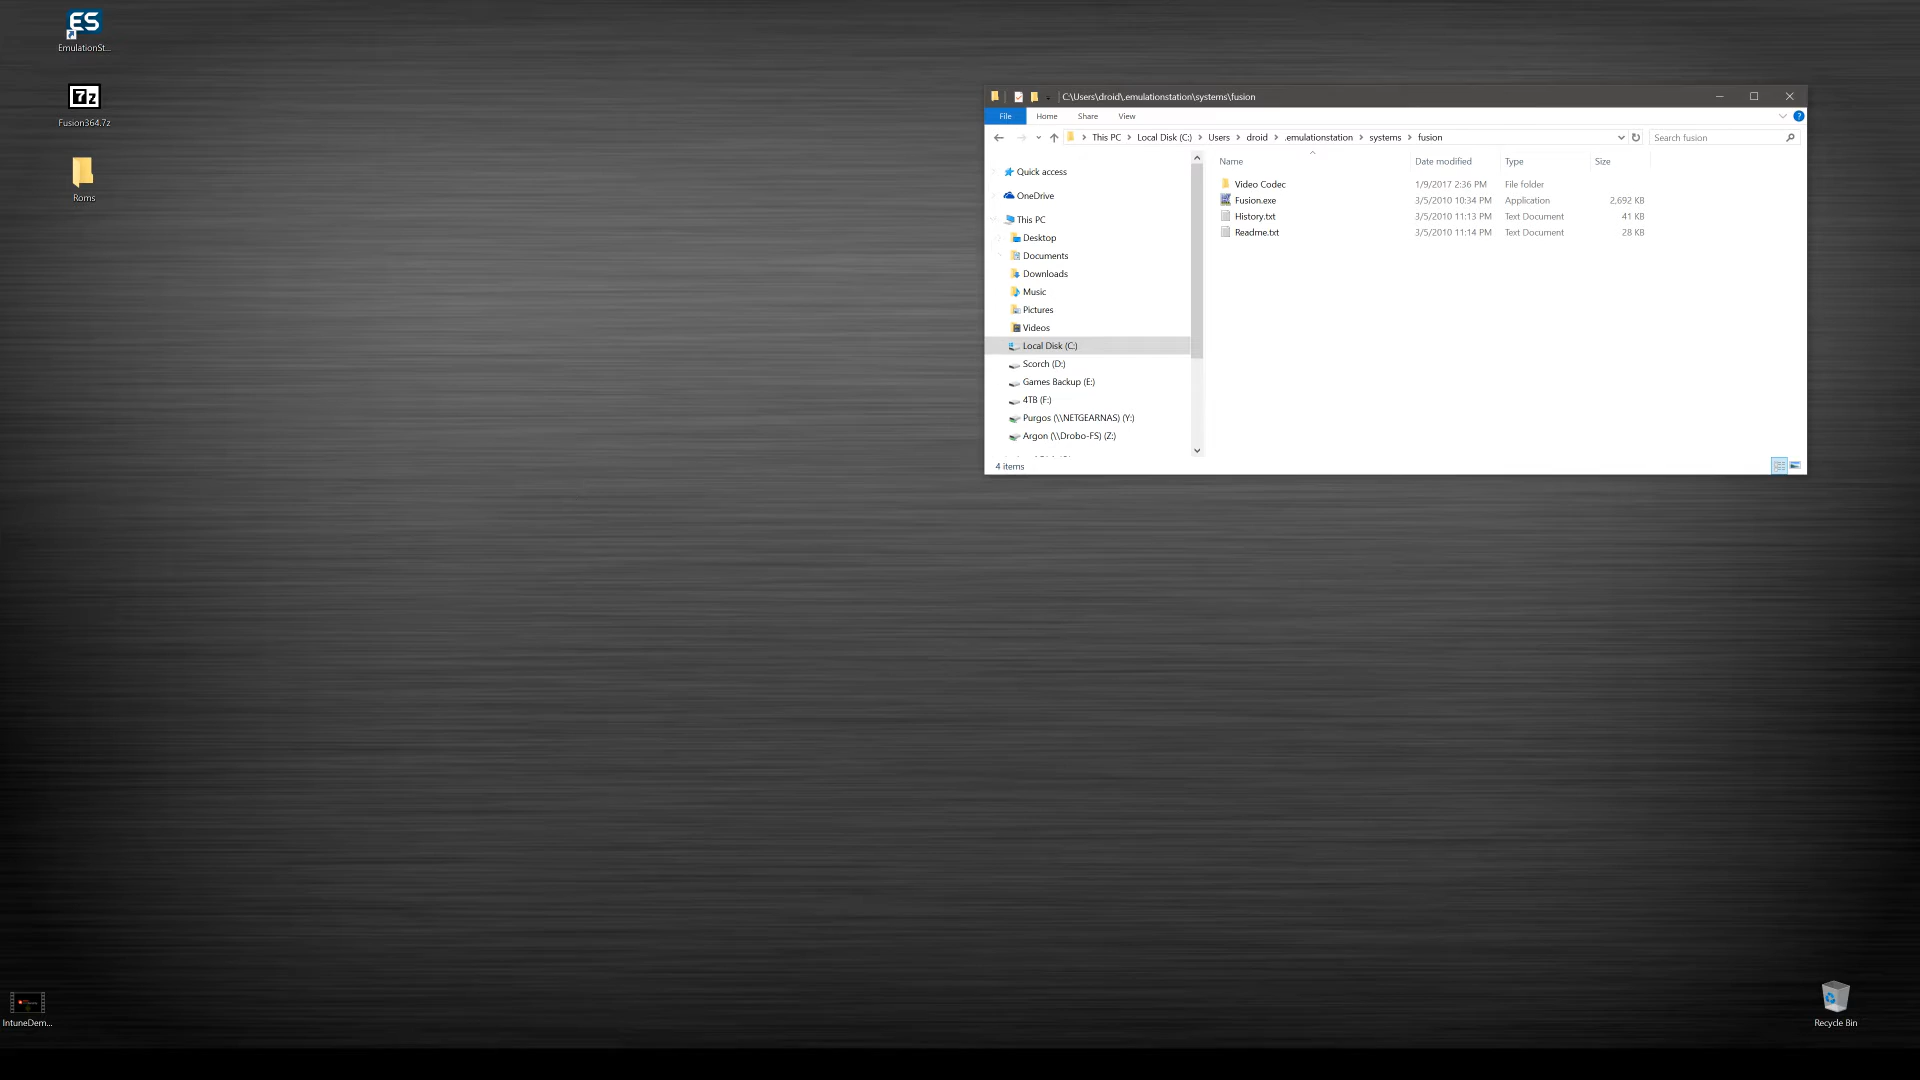 ES
EmulationSt...
7z
Fusion364.7z
Roms
C:\Users\droid\.emulationstation\systems\fusion
File Home Share View
This PC Local Disk (C:) Users droid .emulationstation systems fusion
Search fusion
Quick access
OneDrive
This PC
Desktop
Documents
Downloads
Music
Pictures
Videos
Local Disk (C:)
Scorch (D:)
Games Backup (E:)
4TB (F:)
Purgos (\\NETGEARNAS) (Y:)
Argon (\\Drobo-FS) (Z:)
Name Date modified Type Size
Video Codec 1/9/2017 2:36 PM File folder
Fusion.exe 3/5/2010 10:34 PM Application 2,692 KB
History.txt 3/5/2010 11:13 PM Text Document 41 KB
Readme.txt 3/5/2010 11:14 PM Text Document 28 KB
4 items
IntuneDem...
Recycle Bin